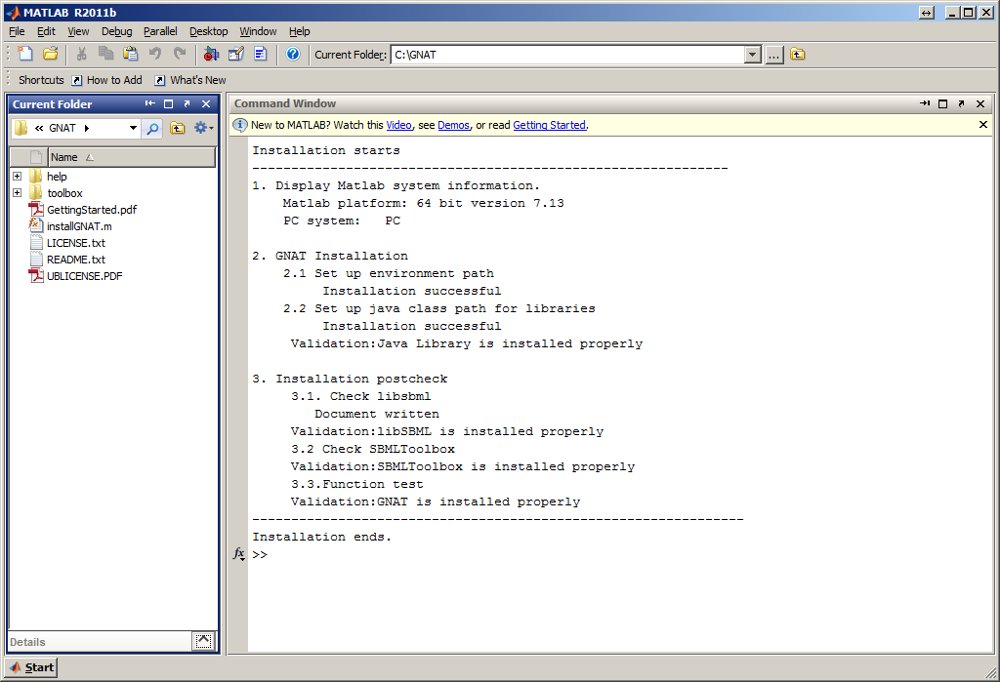 MATLAB R2011b
File Edit View Debug Parallel Desktop Window Help
Current Folder: C:\GNAT ...
Shortcuts How to Add What's New
Current Folder
« GNAT
Name
help
toolbox
GettingStarted.pdf
installGNAT.m
LICENSE.txt
README.txt
UBLICENSE.PDF
Details
Command Window
New to MATLAB? Watch this Video, see Demos, or read Getting Started.
Installation starts
-------------------------------------------------------------
1. Display Matlab system information.
Matlab platform: 64 bit version 7.13
PC system: PC
2. GNAT Installation
2.1 Set up environment path
Installation successful
2.2 Set up java class path for libraries
Installation successful
Validation:Java Library is installed properly
3. Installation postcheck
3.1. Check libsbml
Document written
Validation:libSBML is installed properly
3.2 Check SBMLToolbox
Validation:SBMLToolbox is installed properly
3.3.Function test
Validation:GNAT is installed properly
---------------------------------------------------------------
Installation ends.
fx >>
Start